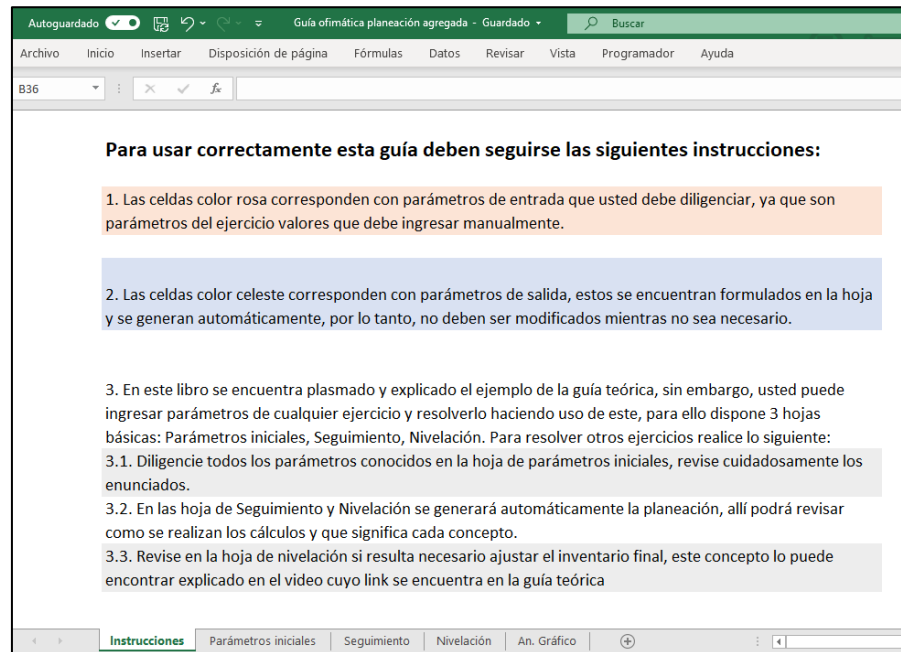 Autoguardado
Guía ofimática planeación agregada - Guardado
Buscar
Archivo Inicio Insertar Disposición de página Fórmulas Datos Revisar Vista Programador Ayuda
B36
fx
Para usar correctamente esta guía deben seguirse las siguientes instrucciones:
1. Las celdas color rosa corresponden con parámetros de entrada que usted debe diligenciar, ya que son
parámetros del ejercicio valores que debe ingresar manualmente.
2. Las celdas color celeste corresponden con parámetros de salida, estos se encuentran formulados en la hoja
y se generan automáticamente, por lo tanto, no deben ser modificados mientras no sea necesario.
3. En este libro se encuentra plasmado y explicado el ejemplo de la guía teórica, sin embargo, usted puede
ingresar parámetros de cualquier ejercicio y resolverlo haciendo uso de este, para ello dispone 3 hojas
básicas: Parámetros iniciales, Seguimiento, Nivelación. Para resolver otros ejercicios realice lo siguiente:
3.1. Diligencie todos los parámetros conocidos en la hoja de parámetros iniciales, revise cuidadosamente los
enunciados.
3.2. En las hoja de Seguimiento y Nivelación se generará automáticamente la planeación, allí podrá revisar
como se realizan los cálculos y que significa cada concepto.
3.3. Revise en la hoja de nivelación si resulta necesario ajustar el inventario final, este concepto lo puede
encontrar explicado en el video cuyo link se encuentra en la guía teórica
Instrucciones Parámetros iniciales Seguimiento Nivelación An. Gráfico